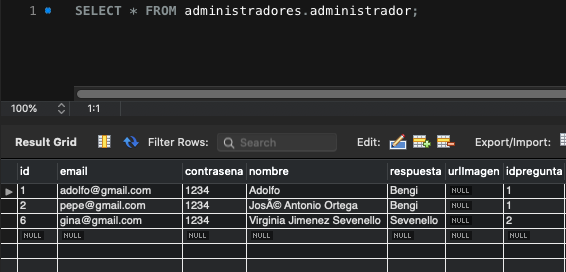 1 SELECT * FROM administradores.administrador;
100% 1:1
Result Grid Filter Rows: Search Edit: Export/Import:
id email contrasena nombre respuesta urlImagen idpregunta
1 adolfo@gmail.com 1234 Adolfo Bengi NULL 1
2 pepe@gmail.com 1234 JosÃ© Antonio Ortega Bengi NULL 1
6 gina@gmail.com 1234 Virginia Jimenez Sevenello Sevenello NULL 2
NULL NULL NULL NULL NULL NULL NULL